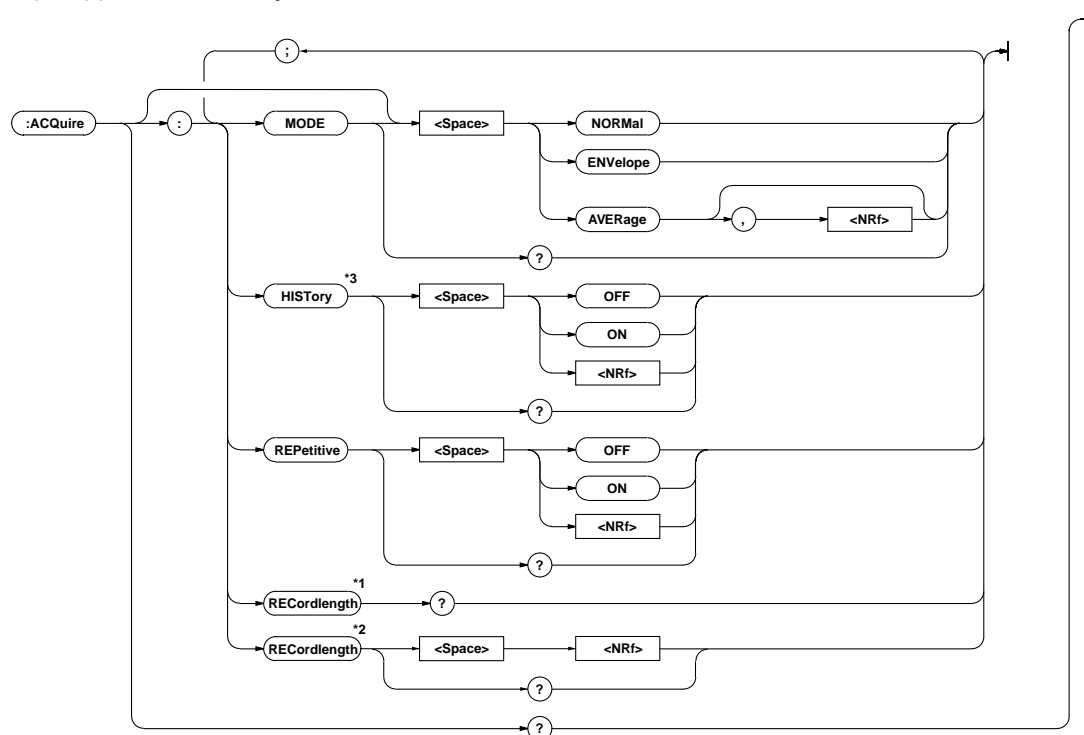 ;
:ACQuire : MODE <Space> NORMal
ENVelope
AVERage , <NRf>
?
HISTory *3 <Space> OFF
ON
<NRf>
?
REPetitive <Space> OFF
ON
<NRf>
?
RECordlength *1 ?
RECordlength *2 <Space> <NRf>
?
?